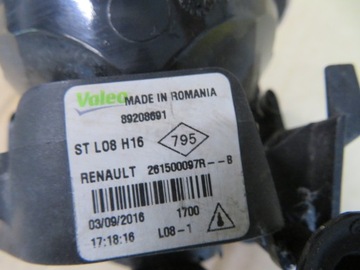 Valeo MADE IN ROMANIA
89208691
ST L08 H16 795
RENAULT 261500097R--B
03/09/2016 1700
17:18:16 L08-1